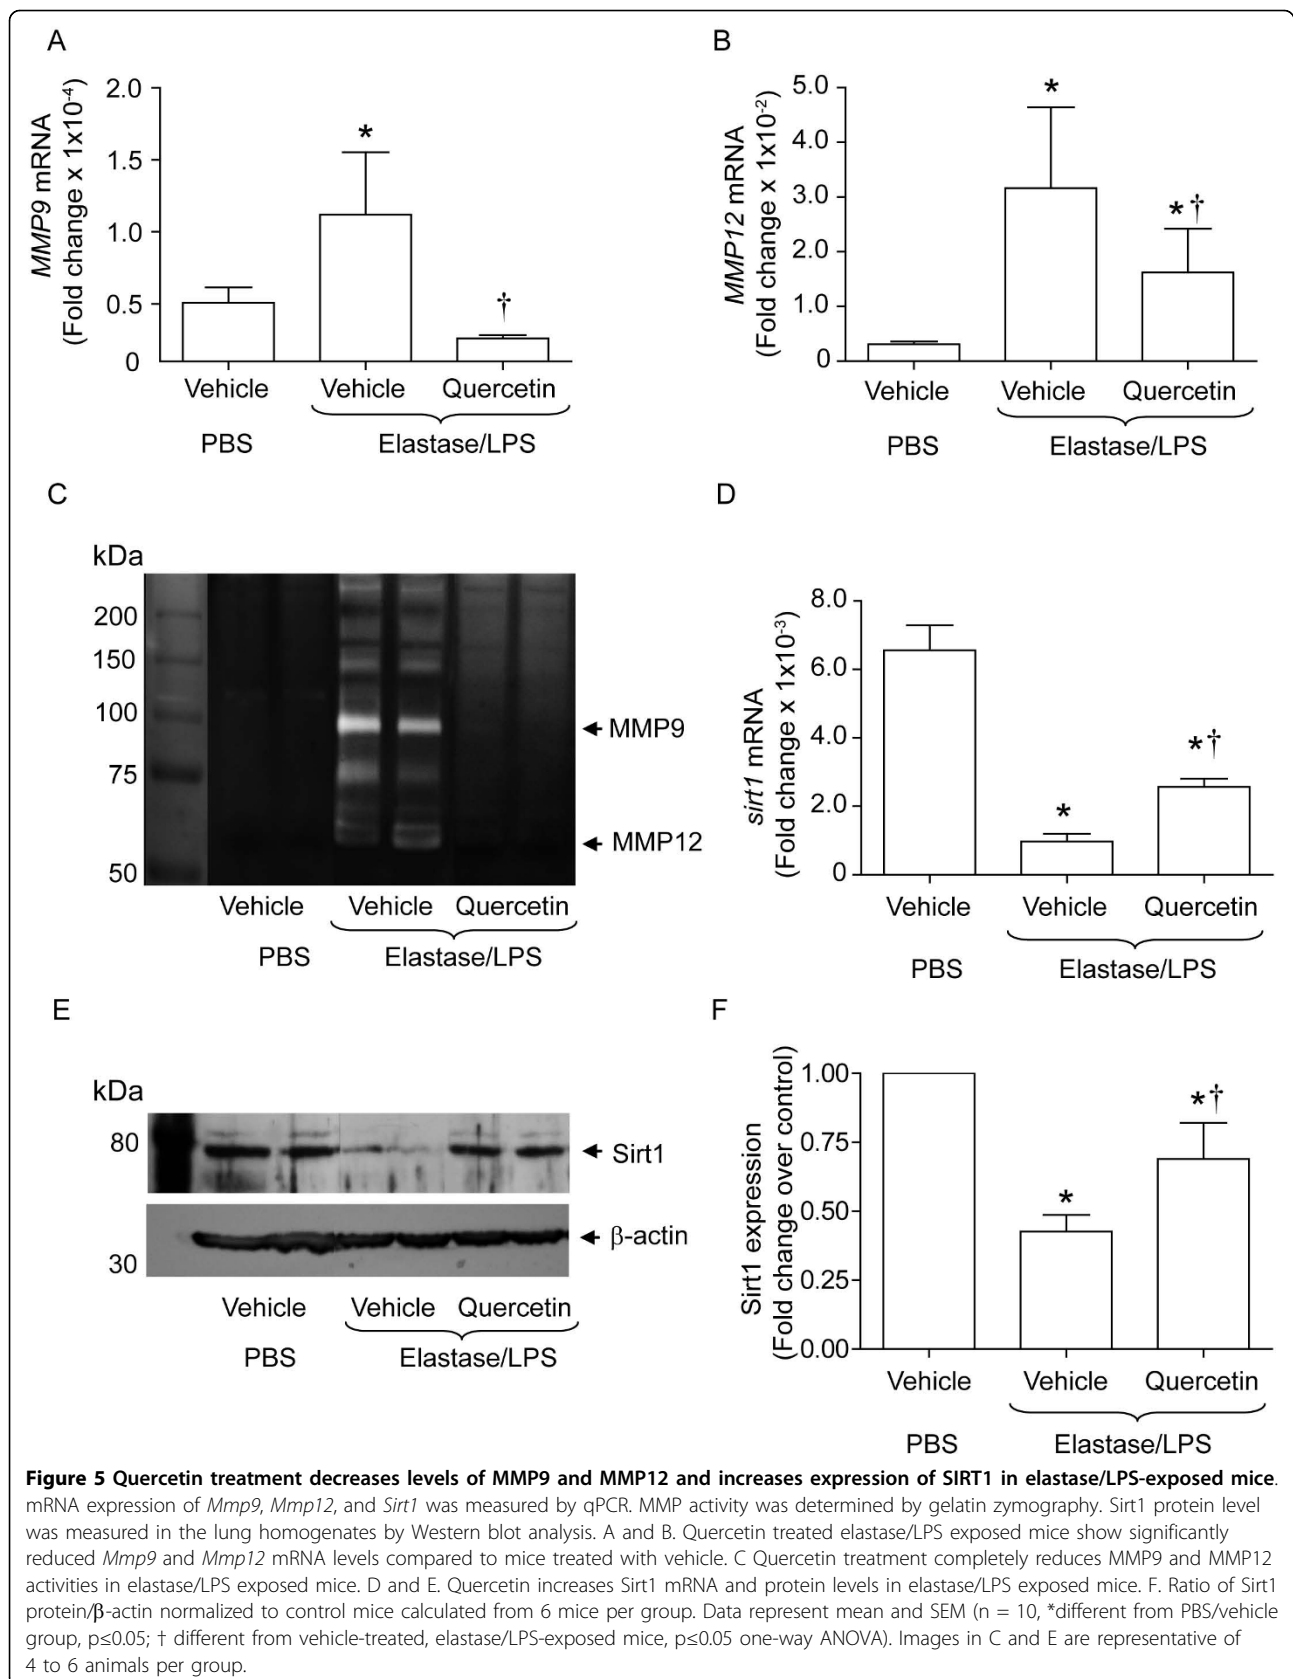 A
MMP9 mRNA
(Fold change x 1x10-4)
2.0
1.5
1.0
0.5
0
*
†
Vehicle Vehicle Quercetin
PBS Elastase/LPS
B
MMP12 mRNA
(Fold change x 1x10-2)
5.0
4.0
3.0
2.0
1.0
0
*
*†
Vehicle Vehicle Quercetin
PBS Elastase/LPS
C
kDa
200
150
100
75
50
MMP9
MMP12
Vehicle Vehicle Quercetin
PBS Elastase/LPS
D
sirt1 mRNA
(Fold change x 1x10-3)
8.0
6.0
4.0
2.0
0
*
*†
Vehicle Vehicle Quercetin
PBS Elastase/LPS
E
kDa
80
30
Sirt1
β-actin
Vehicle Vehicle Quercetin
PBS Elastase/LPS
F
Sirt1 expression
(Fold change over control)
1.00
0.75
0.50
0.25
0.00
*
*†
Vehicle Vehicle Quercetin
PBS Elastase/LPS
Figure 5 Quercetin treatment decreases levels of MMP9 and MMP12 and increases expression of SIRT1 in elastase/LPS-exposed mice.
mRNA expression of Mmp9, Mmp12, and Sirt1 was measured by qPCR. MMP activity was determined by gelatin zymography. Sirt1 protein level
was measured in the lung homogenates by Western blot analysis. A and B. Quercetin treated elastase/LPS exposed mice show significantly
reduced Mmp9 and Mmp12 mRNA levels compared to mice treated with vehicle. C Quercetin treatment completely reduces MMP9 and MMP12
activities in elastase/LPS exposed mice. D and E. Quercetin increases Sirt1 mRNA and protein levels in elastase/LPS exposed mice. F. Ratio of Sirt1
protein/β-actin normalized to control mice calculated from 6 mice per group. Data represent mean and SEM (n = 10, *different from PBS/vehicle
group, p≤0.05; † different from vehicle-treated, elastase/LPS-exposed mice, p≤0.05 one-way ANOVA). Images in C and E are representative of
4 to 6 animals per group.